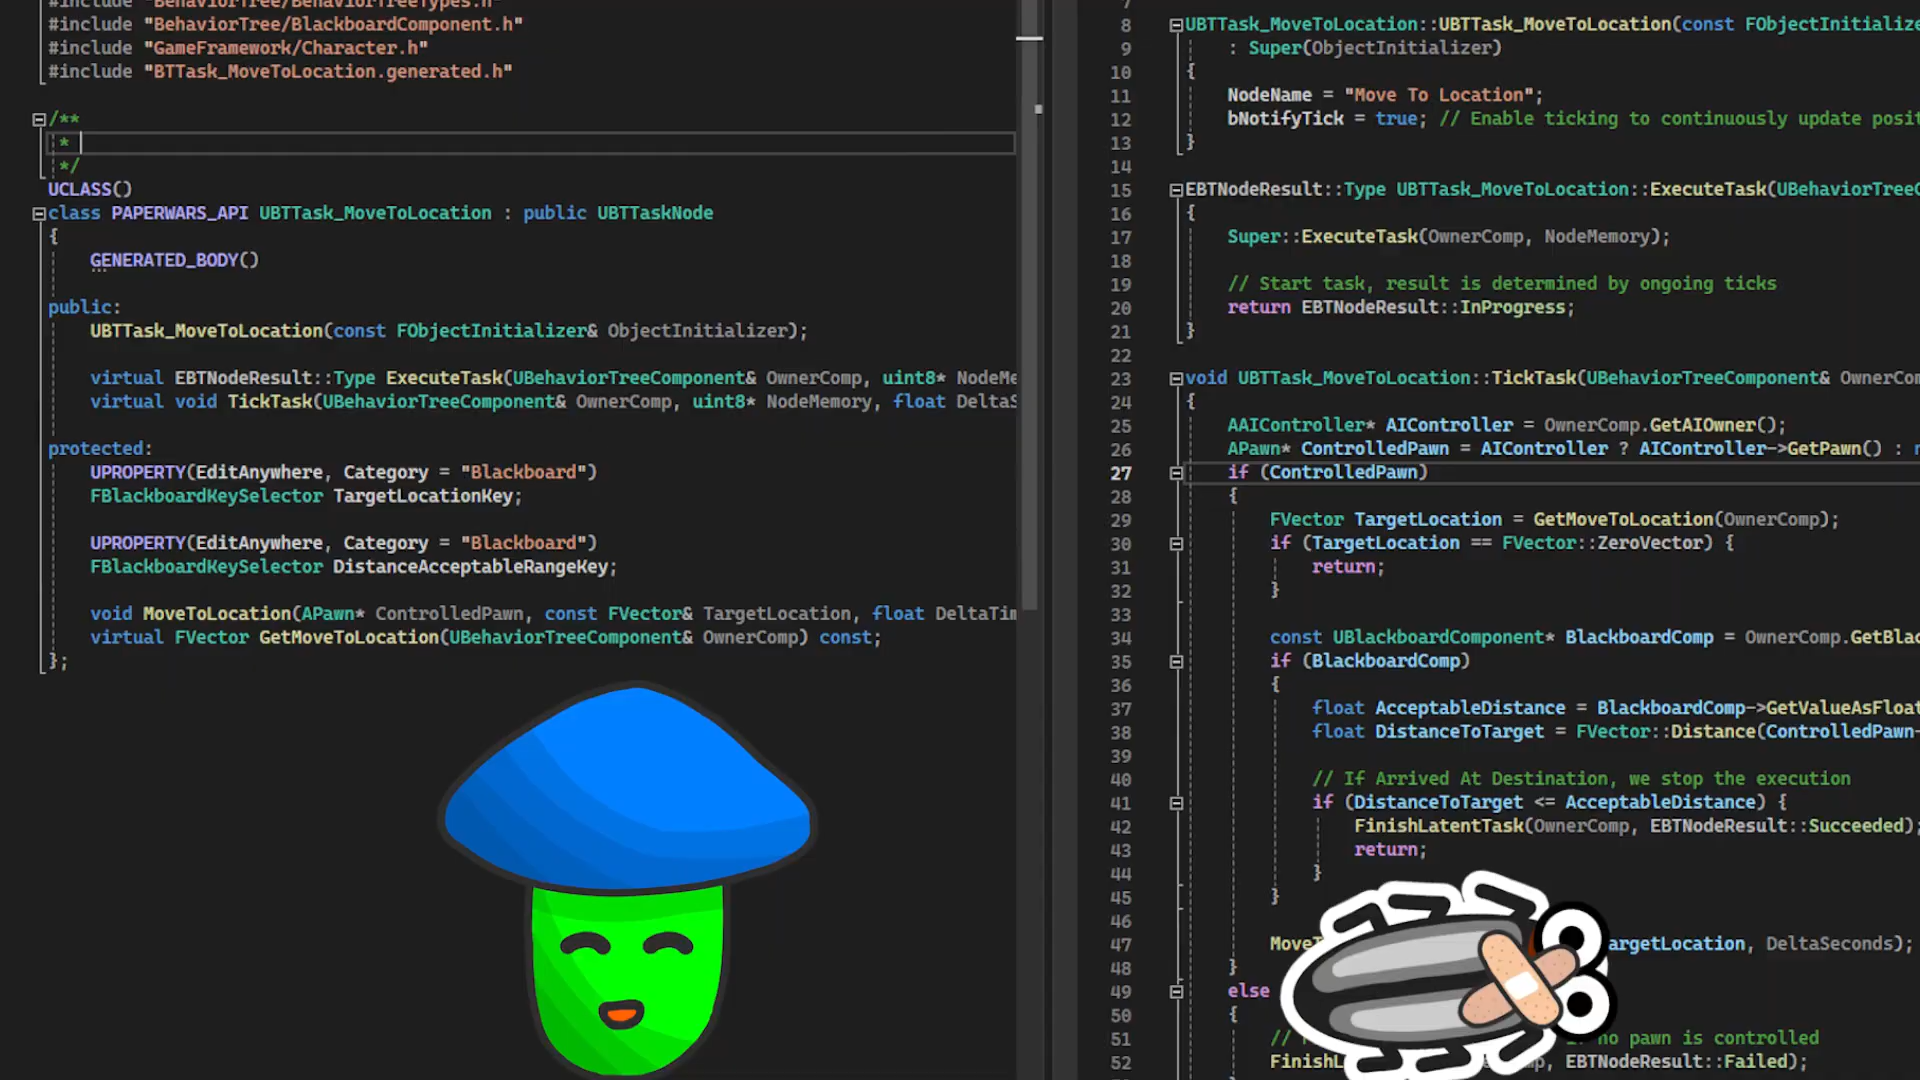 #include "BehaviorTree/BehaviorTreeTypes.h"
#include "BehaviorTree/BlackboardComponent.h"
#include "GameFramework/Character.h"
#include "BTTask_MoveToLocation.generated.h"
/**
*
*/
UCLASS()
class PAPERWARS_API UBTTask_MoveToLocation : public UBTTaskNode
{
GENERATED_BODY()
public:
UBTTask_MoveToLocation(const FObjectInitializer& ObjectInitializer);
virtual EBTNodeResult::Type ExecuteTask(UBehaviorTreeComponent& OwnerComp, uint8* NodeMe
virtual void TickTask(UBehaviorTreeComponent& OwnerComp, uint8* NodeMemory, float DeltaS
protected:
UPROPERTY(EditAnywhere, Category = "Blackboard")
FBlackboardKeySelector TargetLocationKey;
UPROPERTY(EditAnywhere, Category = "Blackboard")
FBlackboardKeySelector DistanceAcceptableRangeKey;
void MoveToLocation(APawn* ControlledPawn, const FVector& TargetLocation, float DeltaTim
virtual FVector GetMoveToLocation(UBehaviorTreeComponent& OwnerComp) const;
};
7
8 UBTTask_MoveToLocation::UBTTask_MoveToLocation(const FObjectInitialize
9 : Super(ObjectInitializer)
10 {
11 NodeName = "Move To Location";
12 bNotifyTick = true; // Enable ticking to continuously update posit
13 }
14
15 EBTNodeResult::Type UBTTask_MoveToLocation::ExecuteTask(UBehaviorTreeC
16 {
17 Super::ExecuteTask(OwnerComp, NodeMemory);
18
19 // Start task, result is determined by ongoing ticks
20 return EBTNodeResult::InProgress;
21 }
22
23 void UBTTask_MoveToLocation::TickTask(UBehaviorTreeComponent& OwnerCom
24 {
25 AAIController* AIController = OwnerComp.GetAIOwner();
26 APawn* ControlledPawn = AIController ? AIController->GetPawn() : n
27 if (ControlledPawn)
28 {
29 FVector TargetLocation = GetMoveToLocation(OwnerComp);
30 if (TargetLocation == FVector::ZeroVector) {
31 return;
32 }
33
34 const UBlackboardComponent* BlackboardComp = OwnerComp.GetBlac
35 if (BlackboardComp)
36 {
37 float AcceptableDistance = BlackboardComp->GetValueAsFloat
38 float DistanceToTarget = FVector::Distance(ControlledPawn-
39
40 // If Arrived At Destination, we stop the execution
41 if (DistanceToTarget <= AcceptableDistance) {
42 FinishLatentTask(OwnerComp, EBTNodeResult::Succeeded);
43 return;
44 }
45 }
46
47 MoveT argetLocation, DeltaSeconds);
48 }
49 else
50 {
51 // no pawn is controlled
52 FinishL , EBTNodeResult::Failed);